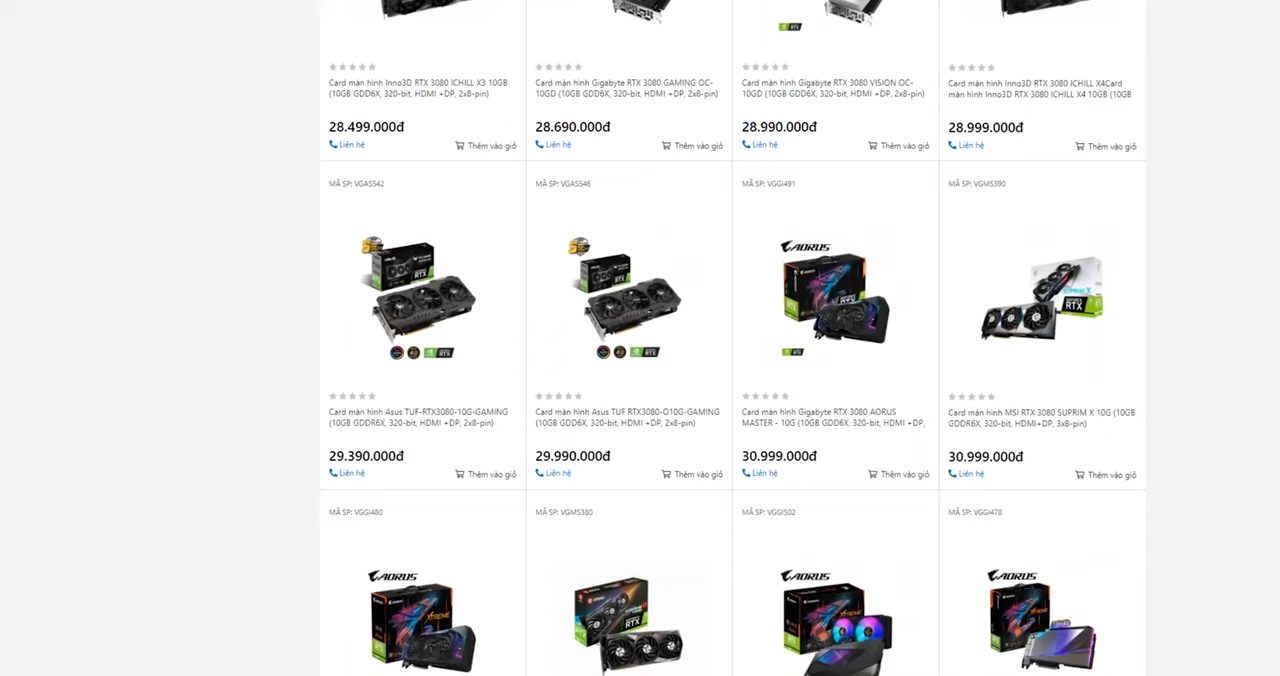 Card màn hình Inno3D RTX 3080 ICHILL X3 10GB
(10GB GDD6X, 320-bit, HDMI +DP, 2x8-pin)
28.499.000đ
Liên hệ
Thêm vào giỏ
Card màn hình Gigabyte RTX 3080 GAMING OC-
10GD (10GB GDD6X, 320-bit, HDMI +DP, 2x8-pin)
28.690.000đ
Liên hệ
Thêm vào giỏ
Card màn hình Gigabyte RTX 3080 VISION OC-
10GD (10GB GDD6X, 320-bit, HDMI +DP, 2x8-pin)
28.990.000đ
Liên hệ
Thêm vào giỏ
Card màn hình Inno3D RTX 3080 ICHILL X4Card
màn hình Inno3D RTX 3080 ICHILL X4 10GB (10GB
28.999.000đ
Liên hệ
Thêm vào giỏ
MÃ SP: VGAS542
RTX
Card màn hình Asus TUF-RTX3080-10G-GAMING
(10GB GDDR6X, 320-bit, HDMI +DP, 2x8-pin)
29.390.000đ
Liên hệ
Thêm vào giỏ
MÃ SP: VGAS546
RTX
Card màn hình Asus TUF RTX3080-O10G-GAMING
(10GB GDD6X, 320-bit, HDMI +DP, 2x8-pin)
29.990.000đ
Liên hệ
Thêm vào giỏ
MÃ SP: VGGI491
AORUS
Card màn hình Gigabyte RTX 3080 AORUS
MASTER - 10G (10GB GDD6X, 320-bit, HDMI +DP,
30.999.000đ
Liên hệ
Thêm vào giỏ
MÃ SP: VGMS390
SUPRIM X
RTX
Card màn hình MSI RTX 3080 SUPRIM X 10G (10GB
GDDR6X, 320-bit, HDMI+DP, 3x8-pin)
30.999.000đ
Liên hệ
Thêm vào giỏ
MÃ SP: VGGI480
AORUS
XTREME
MÃ SP: VGMS380
RTX
MÃ SP: VGGI502
AORUS
MÃ SP: VGGI478
AORUS